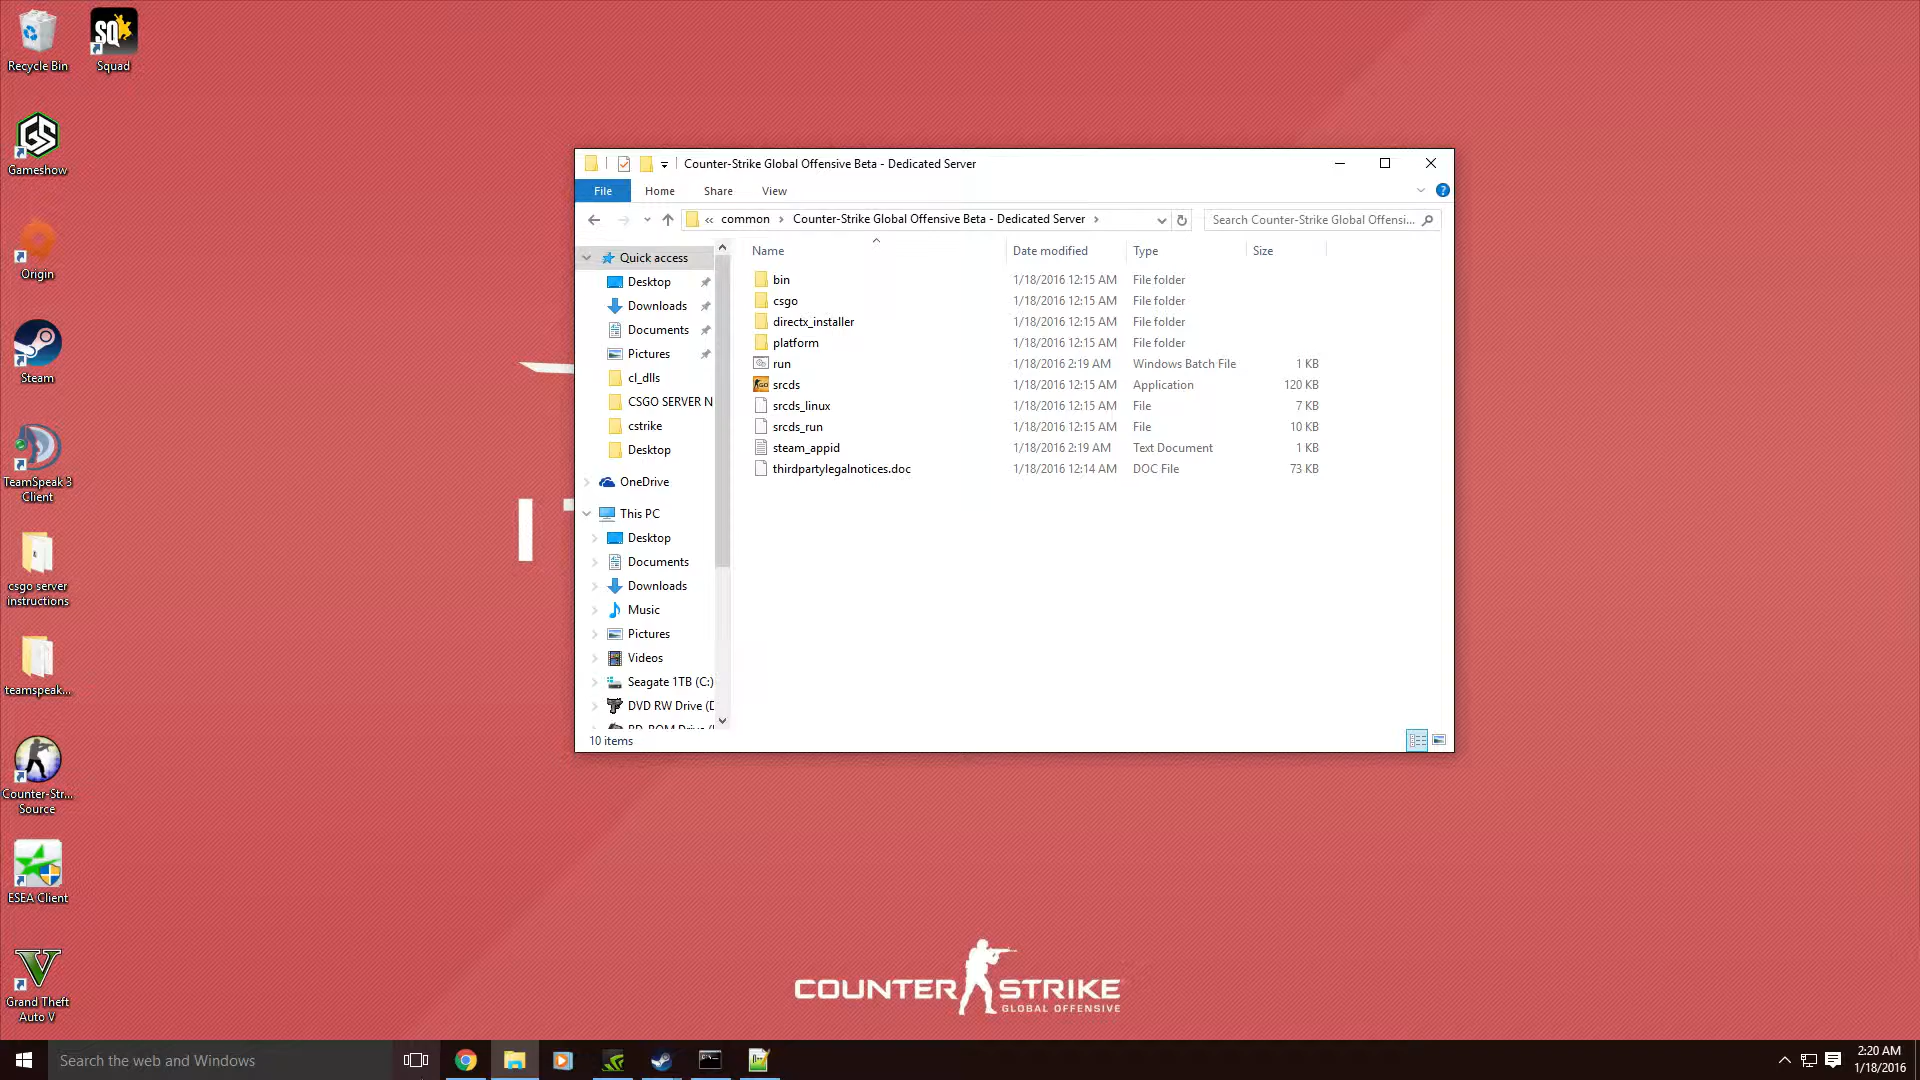 Recycle Bin
Squad
Gameshow
Origin
Steam
TeamSpeak 3
Client
csgo server
instructions
teamspeak...
Counter-Str...
Source
ESEA Client
Grand Theft
Auto V
Counter-Strike Global Offensive Beta - Dedicated Server
File Home Share View
« common > Counter-Strike Global Offensive Beta - Dedicated Server >
Search Counter-Strike Global Offensi...
Quick access
Desktop
Downloads
Documents
Pictures
cl_dlls
CSGO SERVER N
cstrike
Desktop
OneDrive
This PC
Desktop
Documents
Downloads
Music
Pictures
Videos
Seagate 1TB (C:)
DVD RW Drive (D
BD-ROM Drive (
Name Date modified Type Size
bin 1/18/2016 12:15 AM File folder
csgo 1/18/2016 12:15 AM File folder
directx_installer 1/18/2016 12:15 AM File folder
platform 1/18/2016 12:15 AM File folder
run 1/18/2016 2:19 AM Windows Batch File 1 KB
srcds 1/18/2016 12:15 AM Application 120 KB
srcds_linux 1/18/2016 12:15 AM File 7 KB
srcds_run 1/18/2016 12:15 AM File 10 KB
steam_appid 1/18/2016 2:19 AM Text Document 1 KB
thirdpartylegalnotices.doc 1/18/2016 12:14 AM DOC File 73 KB
10 items
COUNTER STRIKE
GLOBAL OFFENSIVE
Search the web and Windows
2:20 AM
1/18/2016